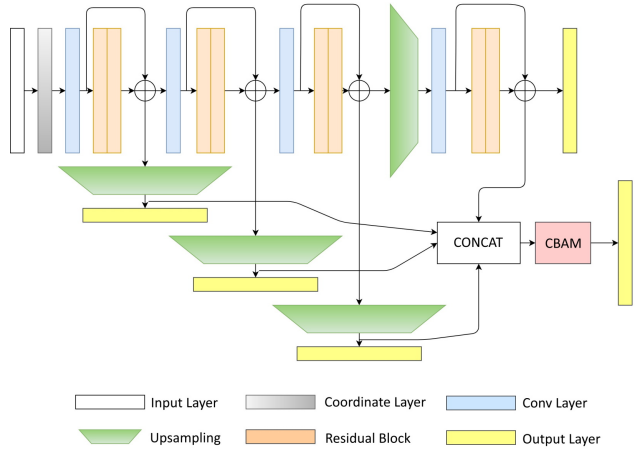 CONCAT
CBAM
Input Layer
Coordinate Layer
Conv Layer
Upsampling
Residual Block
Output Layer